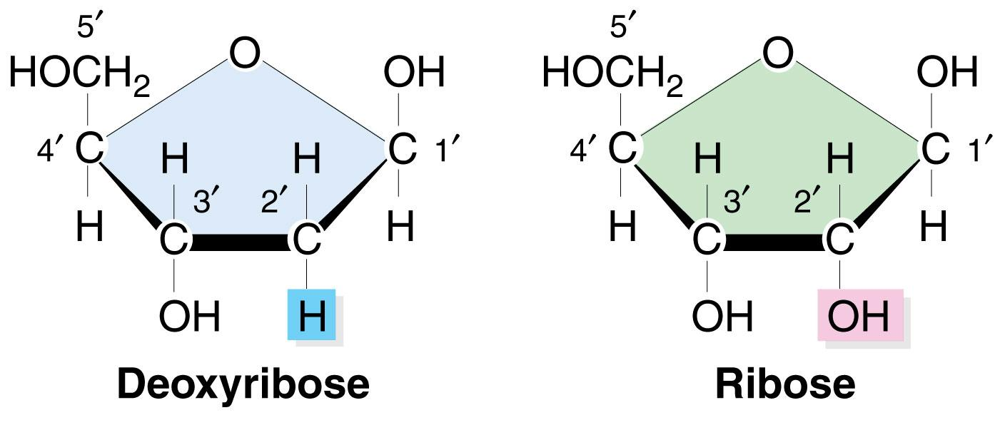 5′ 5′
HOCH₂ O OH HOCH₂ O OH
4′ C H H C 1′ 4′ C H H C 1′
3′ 2′ 3′ 2′
H C C H H C C H
OH H OH OH
Deoxyribose Ribose